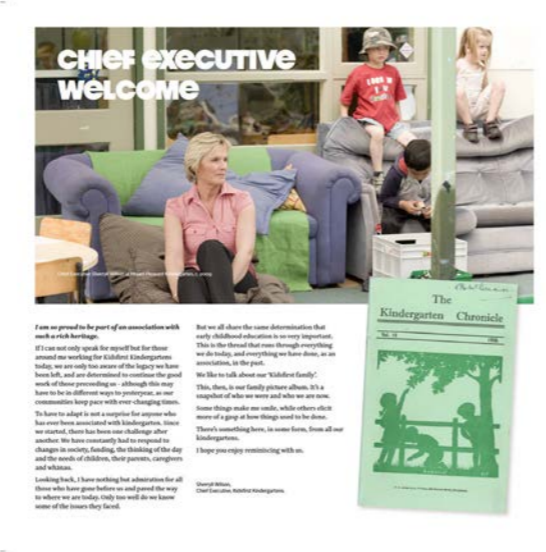 CHIEF EXECUTIVE
WELCOME
The
Kindergarten Chronicle
I am so proud to be part of an association with
such a rich heritage.
If I can not only speak for myself but for those
around me working for Kidsfirst Kindergartens
today, we are only too aware of the legacy we have
been left, and are determined to continue the good
work of those preceeding us - although this may
have to be in different ways to yesteryear, as our
communities keep pace with ever-changing times.
To have to adapt is not a surprise for anyone who
has ever been associated with kindergarten. Since
we started, there has been one challenge after
another. We have constantly had to respond to
changes in society, funding, the thinking of the day
and the needs of children, their parents, caregivers
and whānau.
Looking back, I have nothing but admiration for all
those who have gone before us and paved the way
to where we are today. Only too well do we know
some of the issues they faced.
But we all share the same determination that
early childhood education is so very important.
This is the thread that runs through everything
we do today, and everything we have done, as an
association, in the past.
We like to talk about our 'Kidsfirst family'.
This, then, is our family picture album. It's a
snapshot of who we were and who we are now.
Some things make me smile, while others elicit
more of a gasp at how things used to be done.
There's something here, in some form, from all our
kindergartens.
I hope you enjoy reminiscing with us.
Sherryll Wilson,
Chief Executive, Kidsfirst Kindergartens.